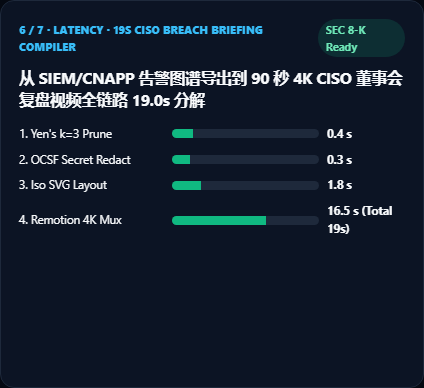 6 / 7 · LATENCY · 19S CISO BREACH BRIEFING
COMPILER
SEC 8-K
Ready
从 SIEM/CNAPP 告警图谱导出到 90 秒 4K CISO 董事会
复盘视频全链路 19.0s 分解
1. Yen's k=3 Prune
0.4 s
2. OCSF Secret Redact
0.3 s
3. Iso SVG Layout
1.8 s
4. Remotion 4K Mux
16.5 s (Total
19s)